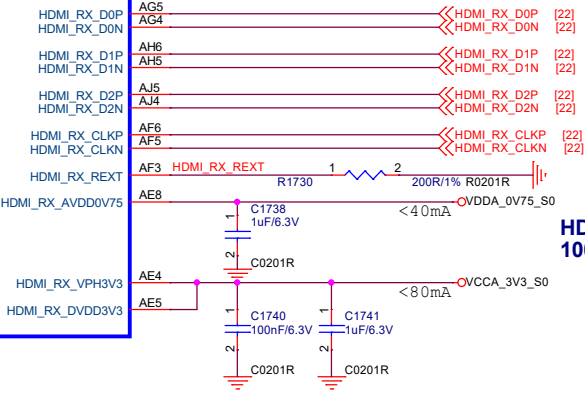 HDMI_RX_D0P AG5 HDMI_RX_D0P [22]
HDMI_RX_D0N AG4 HDMI_RX_D0N [22]
HDMI_RX_D1P AH6 HDMI_RX_D1P [22]
HDMI_RX_D1N AH5 HDMI_RX_D1N [22]
HDMI_RX_D2P AJ5 HDMI_RX_D2P [22]
HDMI_RX_D2N AJ4 HDMI_RX_D2N [22]
HDMI_RX_CLKP AF6 HDMI_RX_CLKP [22]
HDMI_RX_CLKN AF5 HDMI_RX_CLKN [22]
HDMI_RX_REXT AF3 HDMI_RX_REXT 1 2
R1730 200R/1% R0201R
HDMI_RX_AVDD0V75 AE8 VDDA_0V75_S0
<40mA
1 C1738
1uF/6.3V
2 C0201R
HD
10
HDMI_RX_VPH3V3 AE4 VCCA_3V3_S0
<80mA
HDMI_RX_DVDD3V3 AE5
1 C1740 1 C1741
100nF/6.3V 1uF/6.3V
2 C0201R 2 C0201R